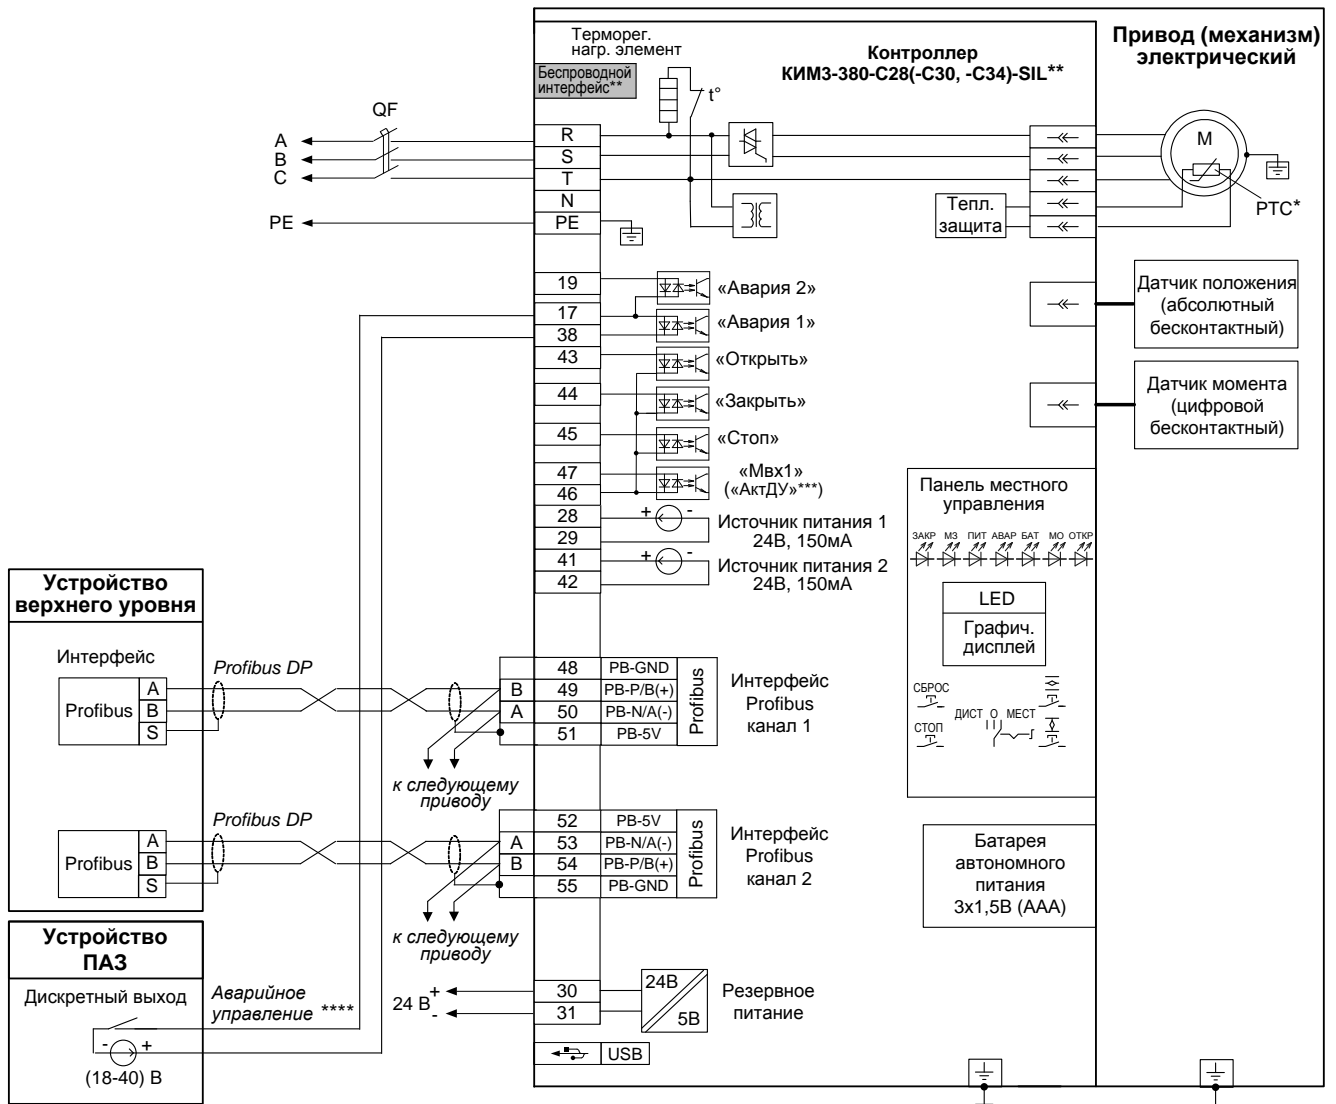 Привод (механизм)
электрический
Контроллер
КИМ3-380-С28(-С30, -С34)-SIL**
Терморег.
нагр. элемент
Беспроводной
интерфейс**
t°
QF
A
B
C
PE
R
S
T
N
PE
Тепл.
защита
M
PTC*
19
17
38
43
44
45
47
46
28
29
41
42
«Авария 2»
«Авария 1»
«Открыть»
«Закрыть»
«Стоп»
«Мвх1»
(«АктДУ»***)
+ -
Источник питания 1
24В, 150мА
+ -
Источник питания 2
24В, 150мА
Датчик положения
(абсолютный
бесконтактный)
Датчик момента
(цифровой
бесконтактный)
Панель местного
управления
ЗАКР МЗ ПИТ АВАР БАТ МО ОТКР
LED
Графич.
дисплей
СБРОС
СТОП
ДИСТ О МЕСТ
Батарея
автономного
питания
3x1,5В (ААА)
Устройство
верхнего уровня
Интерфейс
Profibus
A
B
S
Profibus DP
B
A
48 PB-GND
49 PB-P/B(+)
50 PB-N/A(-)
51 PB-5V
Profibus
Интерфейс
Profibus
канал 1
к следующему
приводу
Profibus
A
B
S
Profibus DP
A
B
52 PB-5V
53 PB-N/A(-)
54 PB-P/B(+)
55 PB-GND
Profibus
Интерфейс
Profibus
канал 2
к следующему
приводу
Устройство
ПАЗ
Дискретный выход
- +
(18-40) В
Аварийное
управление ****
24 В
+
-
30
31
24В
5В
Резервное
питание
USB